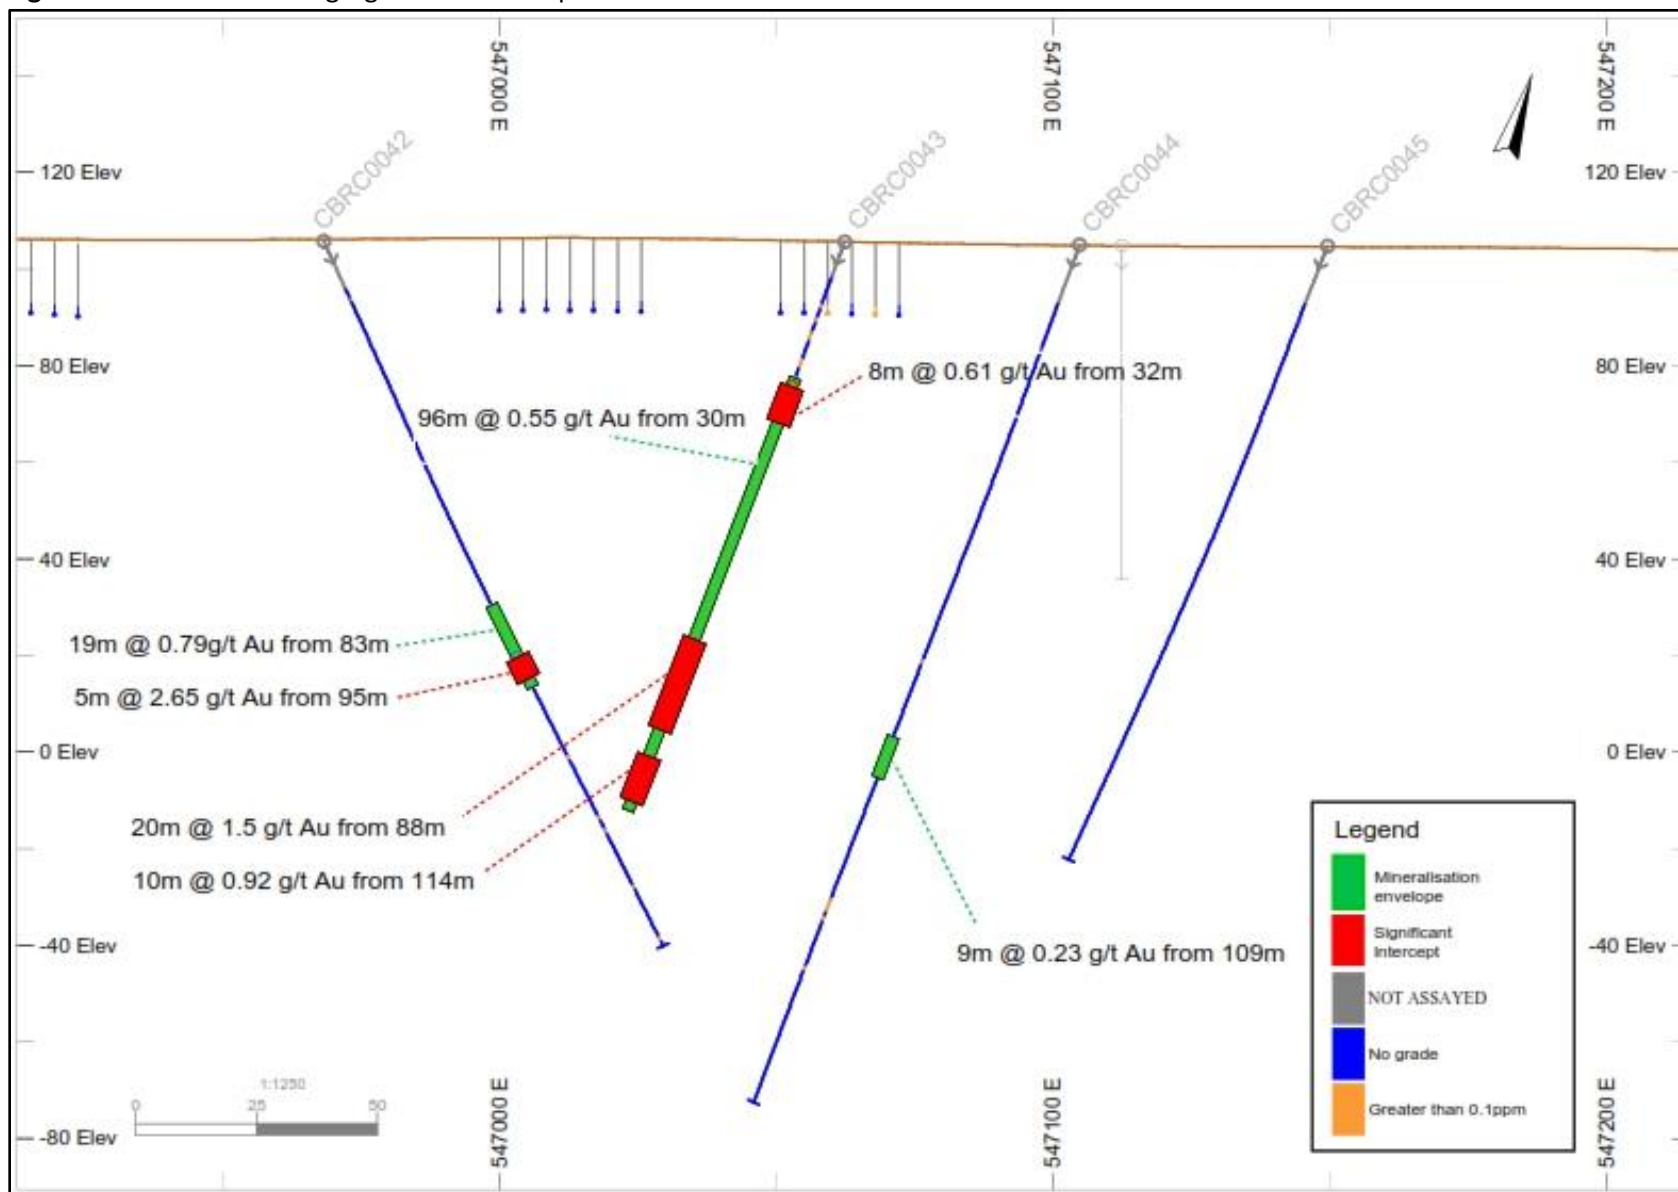 547000 E
547100 E
547200 E
CBRC0042
CBRC0043
CBRC0044
CBRC0045
120 Elev
120 Elev
80 Elev
80 Elev
8m @ 0.61 g/t Au from 32m
96m @ 0.55 g/t Au from 30m
40 Elev
40 Elev
19m @ 0.79g/t Au from 83m
5m @ 2.65 g/t Au from 95m
0 Elev
0 Elev
20m @ 1.5 g/t Au from 88m
10m @ 0.92 g/t Au from 114m
-40 Elev
-40 Elev
9m @ 0.23 g/t Au from 109m
Legend
Mineralisation
envelope
Significant
Intercept
NOT ASSAYED
No grade
Greater than 0.1ppm
1:1250
0 25 50
-80 Elev
547000 E
547100 E
547200 E